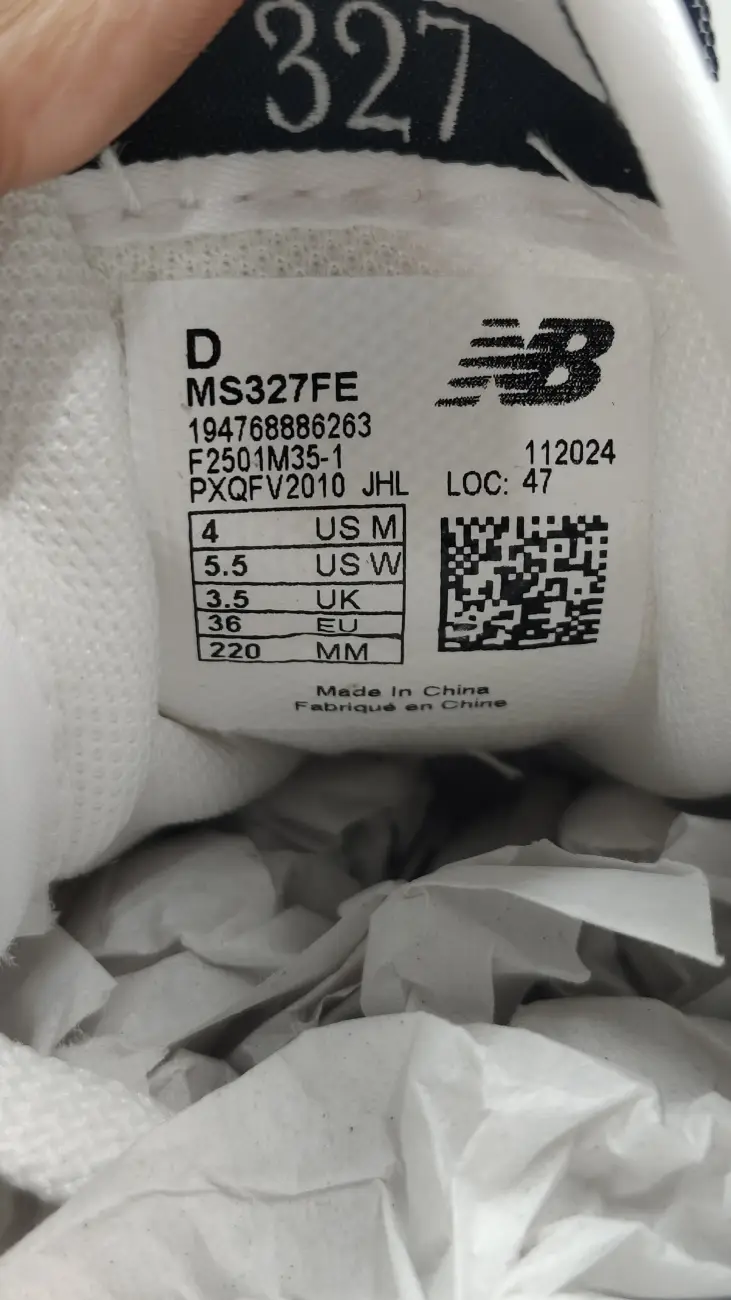 327
D
NB
MS327FE
194768886263
F2501M35-1
112024
PXQFV2010 JHL LOC: 47
4 US M
5.5 US W
3.5 UK
36 EU
220 MM
Made In China
Fabriqué en Chine